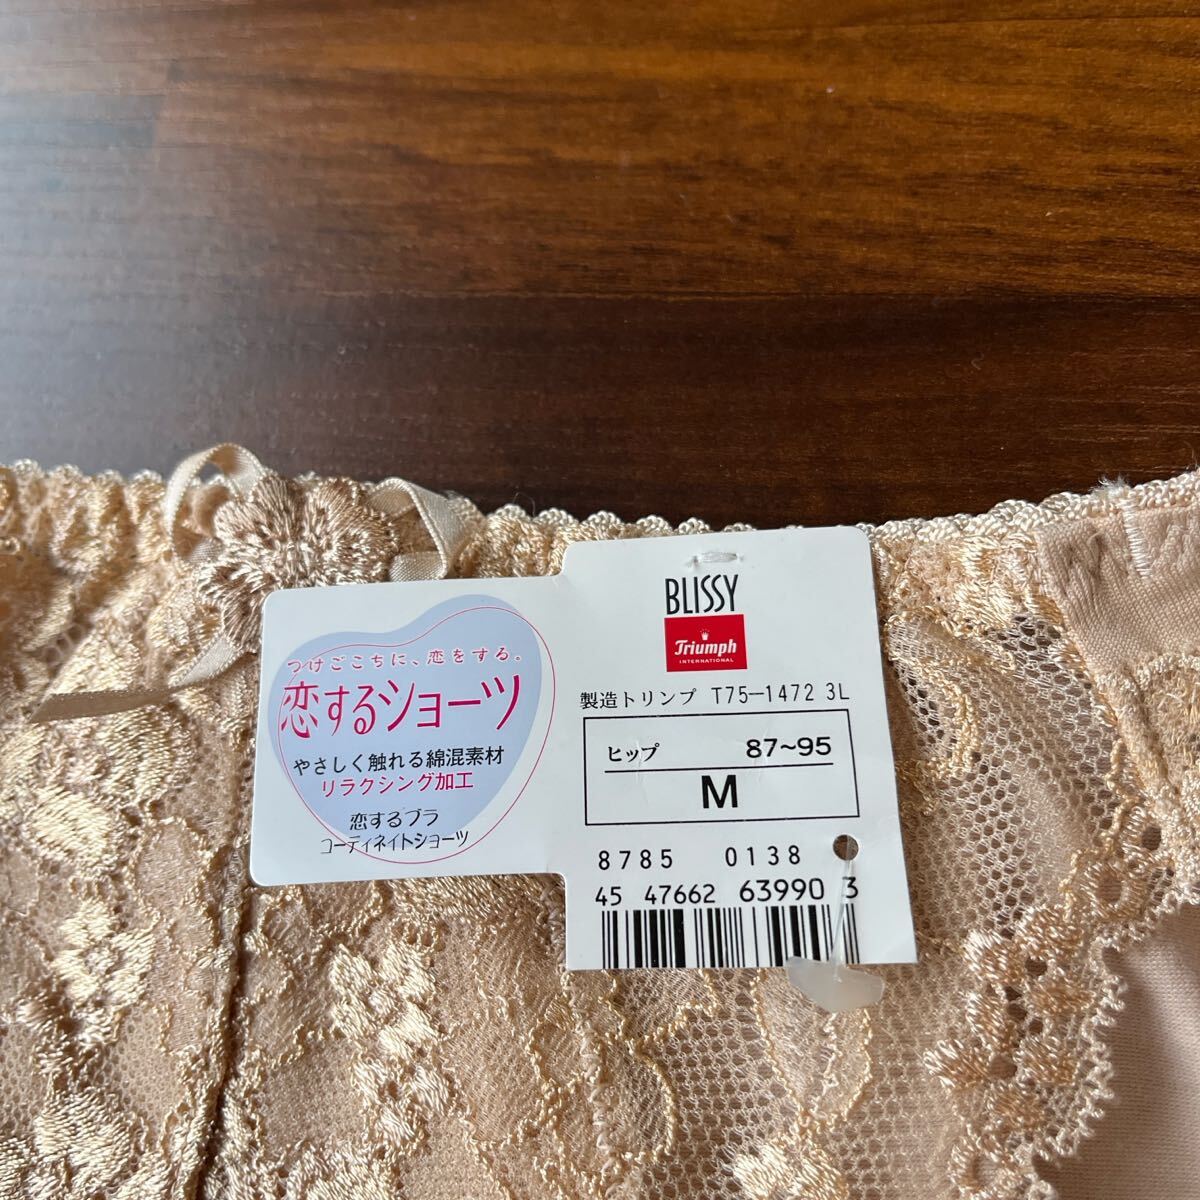 つけごこちに、恋をする。
恋するショーツ
やさしく触れる綿混素材
リラクシング加工
恋するブラ
コーディネイトショーツ
BLISSY
Triumph
INTERNATIONAL
製造トリンプ T75-1472 3L
ヒップ 87~95
M
8785 0138
45 47662 63990 3